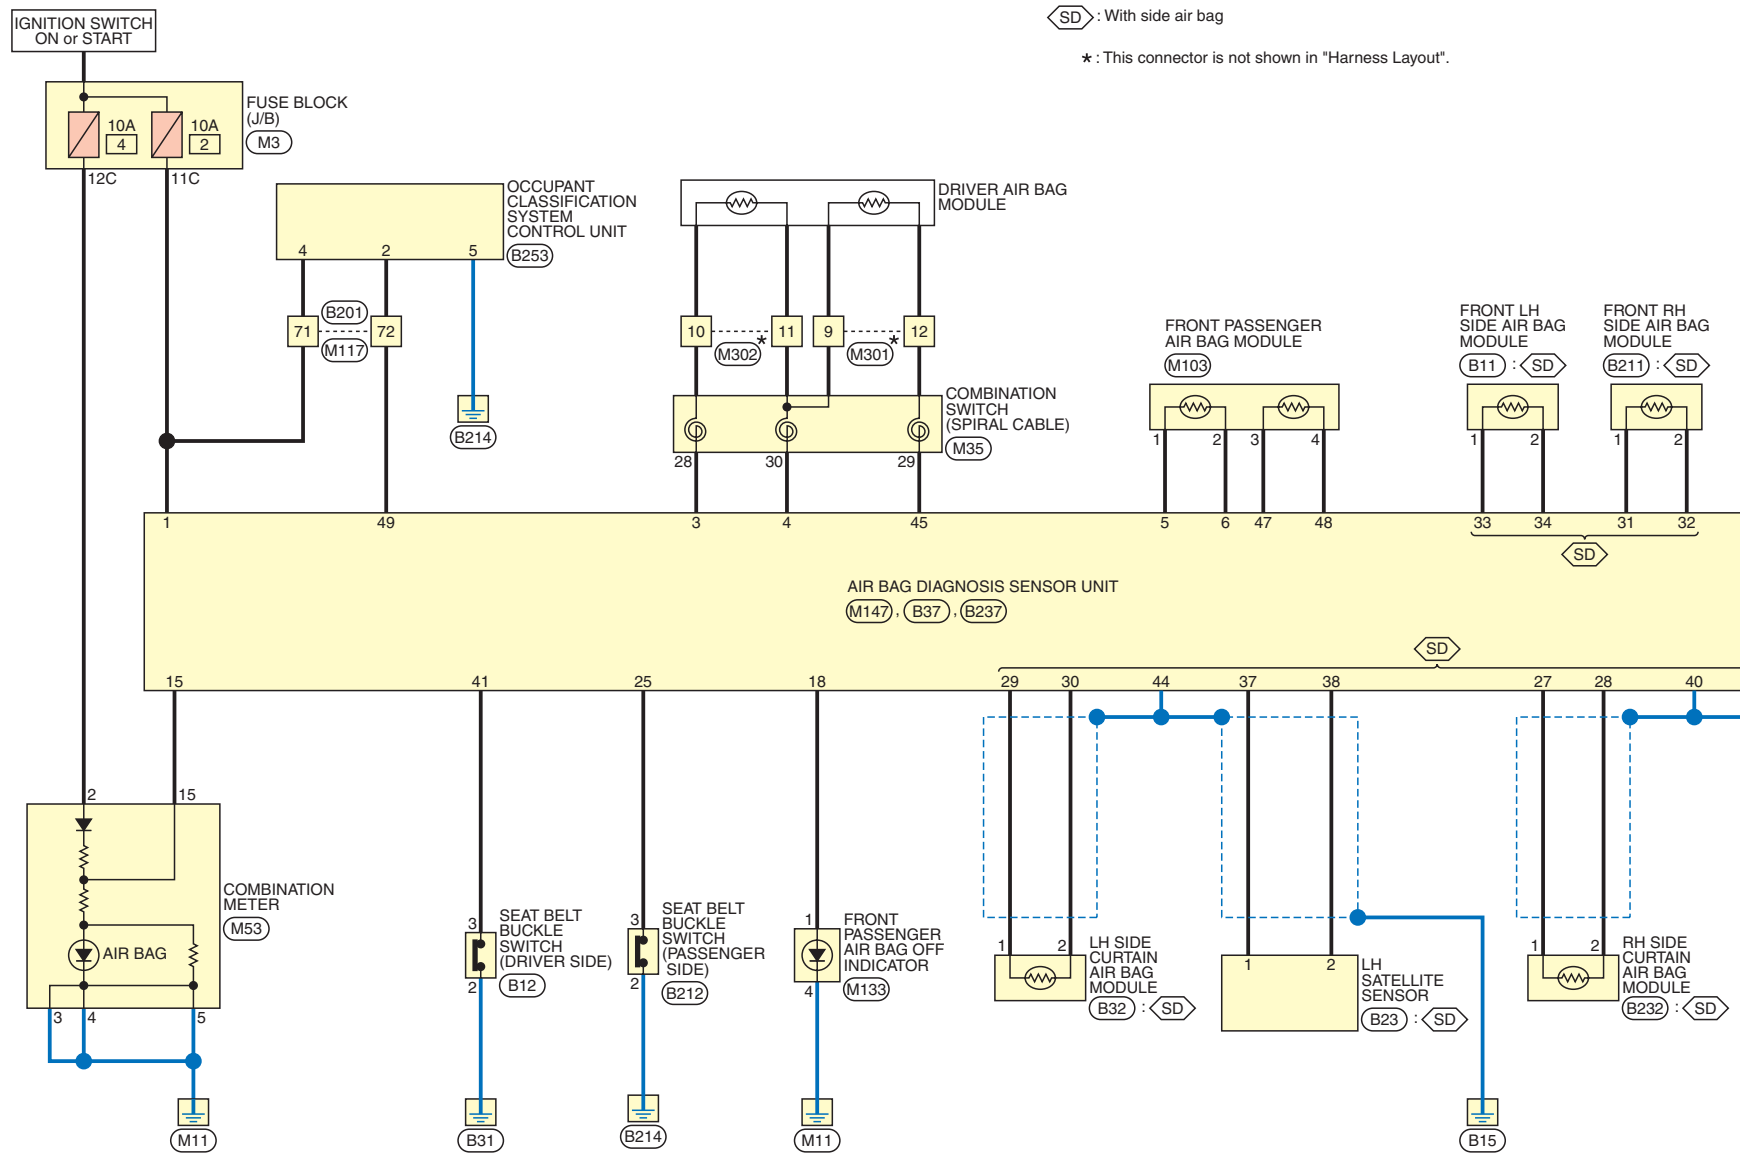 IGNITION SWITCH
ON or START
SD : With side air bag
* : This connector is not shown in "Harness Layout".
FUSE BLOCK
(J/B)
M3
10A
4
10A
2
12C
11C
OCCUPANT
CLASSIFICATION
SYSTEM
CONTROL UNIT
B253
4 2 5
B201
71 72
M117
B214
DRIVER AIR BAG
MODULE
10 11 9 12
M302 *
M301 *
COMBINATION
SWITCH
(SPIRAL CABLE)
M35
28 30 29
FRONT PASSENGER
AIR BAG MODULE
M103
1 2 3 4
FRONT LH
SIDE AIR BAG
MODULE
B11 : SD
1 2
FRONT RH
SIDE AIR BAG
MODULE
B211 : SD
1 2
1 49 3 4 45 5 6 47 48 33 34 31 32
SD
AIR BAG DIAGNOSIS SENSOR UNIT
M147 , B37 , B237
SD
15 41 25 18 29 30 44 37 38 27 28 40
2 15
COMBINATION
METER
M53
AIR BAG
3 4 5
M11
3
SEAT BELT
BUCKLE
SWITCH
(DRIVER SIDE)
B12
2
B31
3
SEAT BELT
BUCKLE
SWITCH
(PASSENGER
SIDE)
B212
2
B214
1
FRONT
PASSENGER
AIR BAG OFF
INDICATOR
M133
4
M11
1 2
LH SIDE
CURTAIN
AIR BAG
MODULE
B32 : SD
1 2
LH
SATELLITE
SENSOR
B23 : SD
B15
1 2
RH SIDE
CURTAIN
AIR BAG
MODULE
B232 : SD